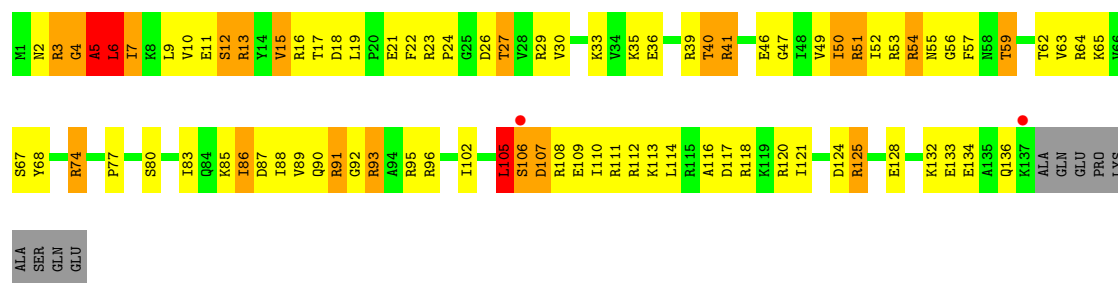 M1 N2 R3 G4 A5 L6 I7 K8 L9 V10 E11 S12 R13 Y14 V15 R16 T17 D18 L19 P20 E21 F22 R23 P24 G25 D26 T27 V28 R29 V30 K33 V34 K35 E36 R39 T40 R41 E46 G47 I48 V49 I50 R51 I52 R53 R54 N55 G56 F57 N58 T59 T62 V63 R64 K65 V66
S67 Y68 R74 P77 S80 I83 Q84 K85 I86 D87 I88 V89 Q90 R91 G92 R93 A94 R95 R96 I102 L105 S106 D107 R108 E109 I110 R111 R112 K113 L114 R115 A116 D117 R118 K119 R120 I121 D124 R125 E128 K132 E133 E134 A135 Q136 K137 ALA GLN GLU PRO LYS
ALA SER GLN GLU